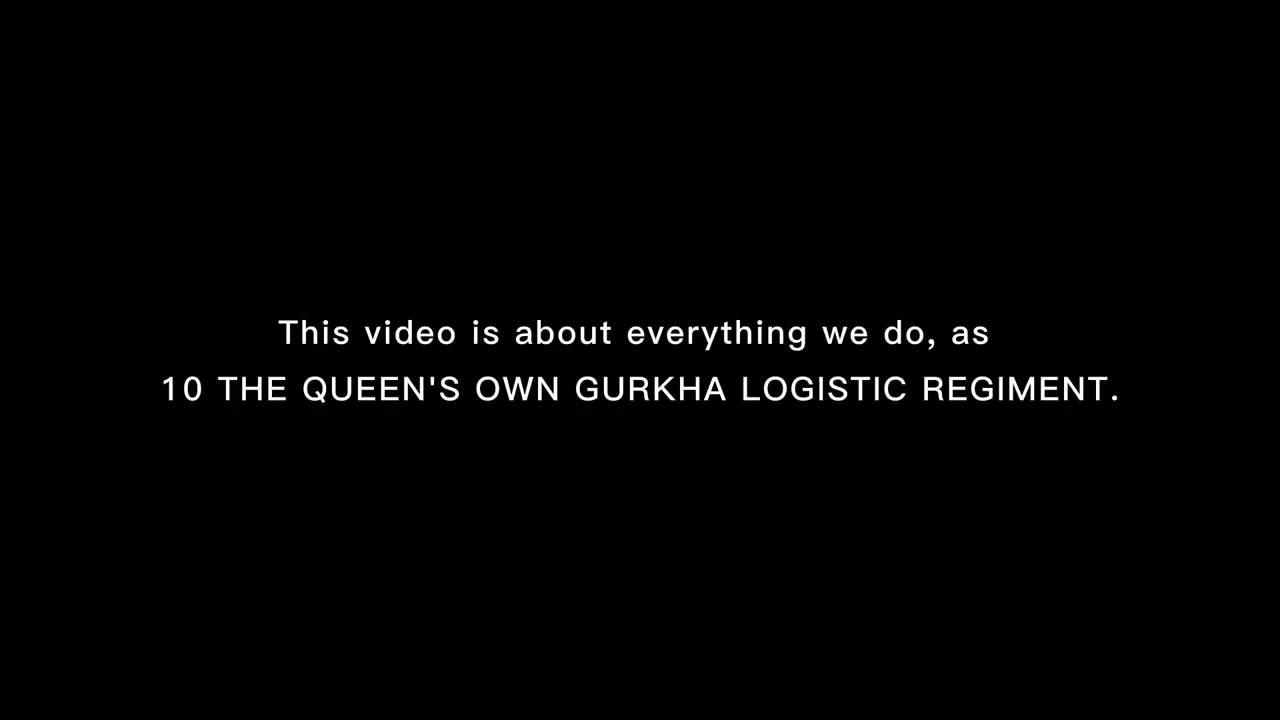 This video is about everything we do, as
10 THE QUEEN'S OWN GURKHA LOGISTIC REGIMENT.